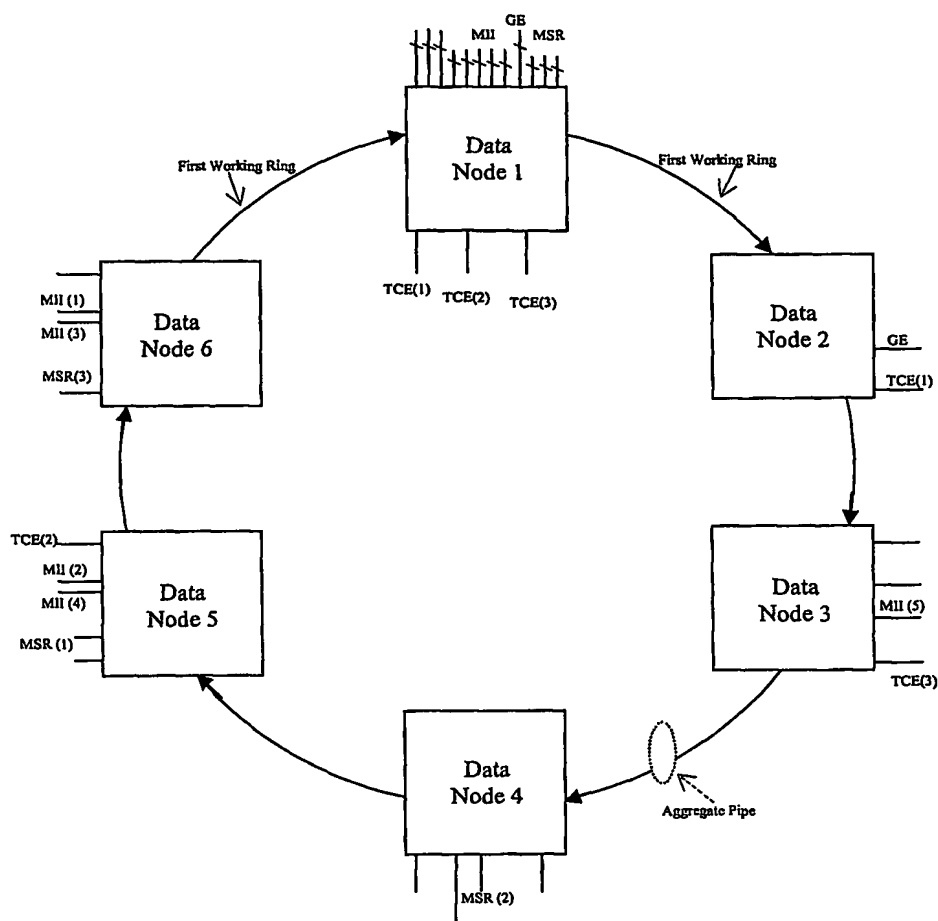 GE
MII
MSR
Data
Node 1
First Working Ring
First Working Ring
TCE(1)
TCE(2)
TCE(3)
MII (1)
MII (3)
MSR(3)
Data
Node 6
Data
Node 2
GE
TCE(1)
TCE(2)
MII (2)
MII (4)
MSR (1)
Data
Node 5
Data
Node 3
MII (5)
TCE(3)
Data
Node 4
MSR (2)
Aggregate Pipe